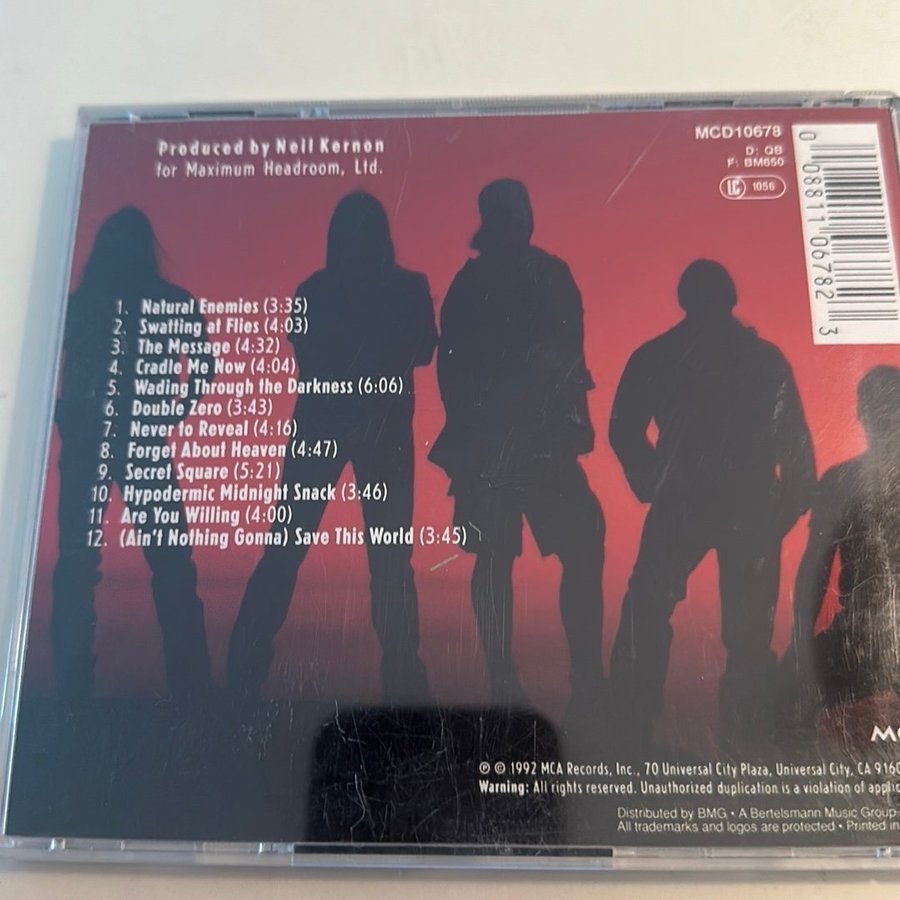 Produced by Neil Kernon
for Maximum Headroom, Ltd.
MCD10678
D: QB
F: BM650
LC 1056
0 08811 06782 3
1. Natural Enemies (3:35)
2. Swatting at Flies (4:03)
3. The Message (4:32)
4. Cradle Me Now (4:04)
5. Wading Through the Darkness (6:06)
6. Double Zero (3:43)
7. Never to Reveal (4:16)
8. Forget About Heaven (4:47)
9. Secret Square (5:21)
10. Hypodermic Midnight Snack (3:46)
11. Are You Willing (4:00)
12. (Ain't Nothing Gonna) Save This World (3:45)
℗ © 1992 MCA Records, Inc., 70 Universal City Plaza, Universal City, CA
Warning: All rights reserved. Unauthorized duplication is a violation of
Distributed by BMG • A Bertelsmann Music Group
All trademarks and logos are protected • Printed in